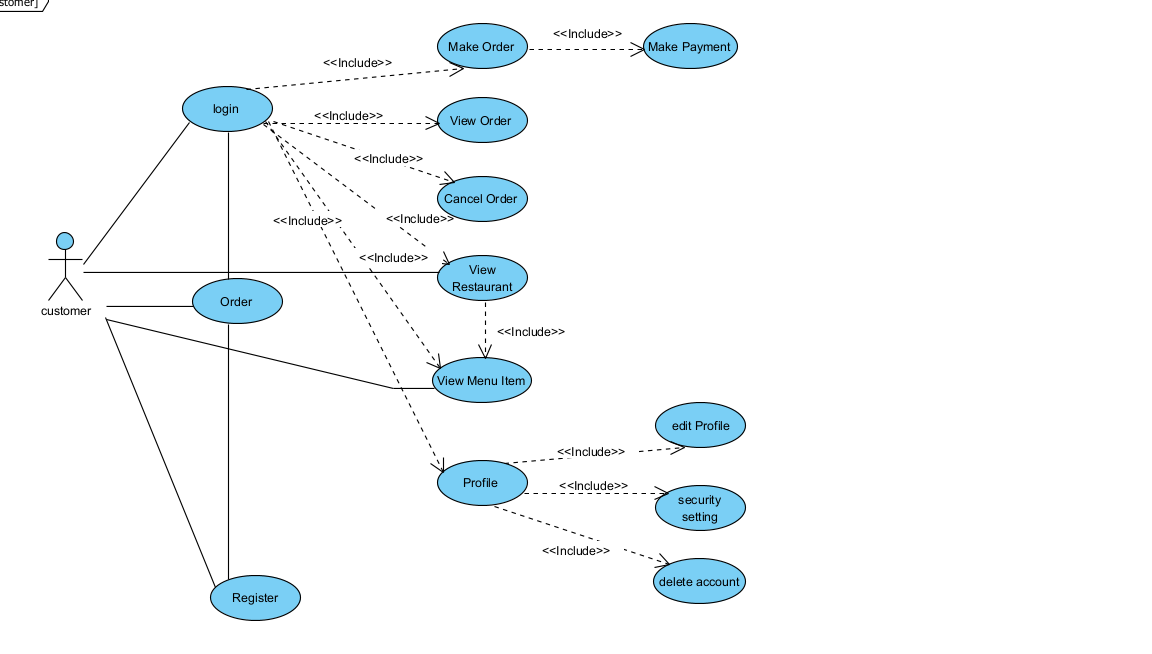 stomer]
<<Include>>
Make Order
Make Payment
<<Include>>
login
<<Include>>
View Order
<<Include>>
Cancel Order
<<Include>>
<<Include>>
<<Include>>
View
Restaurant
customer
Order
<<Include>>
View Menu Item
edit Profile
<<Include>>
Profile
<<Include>>
security
setting
<<Include>>
delete account
Register